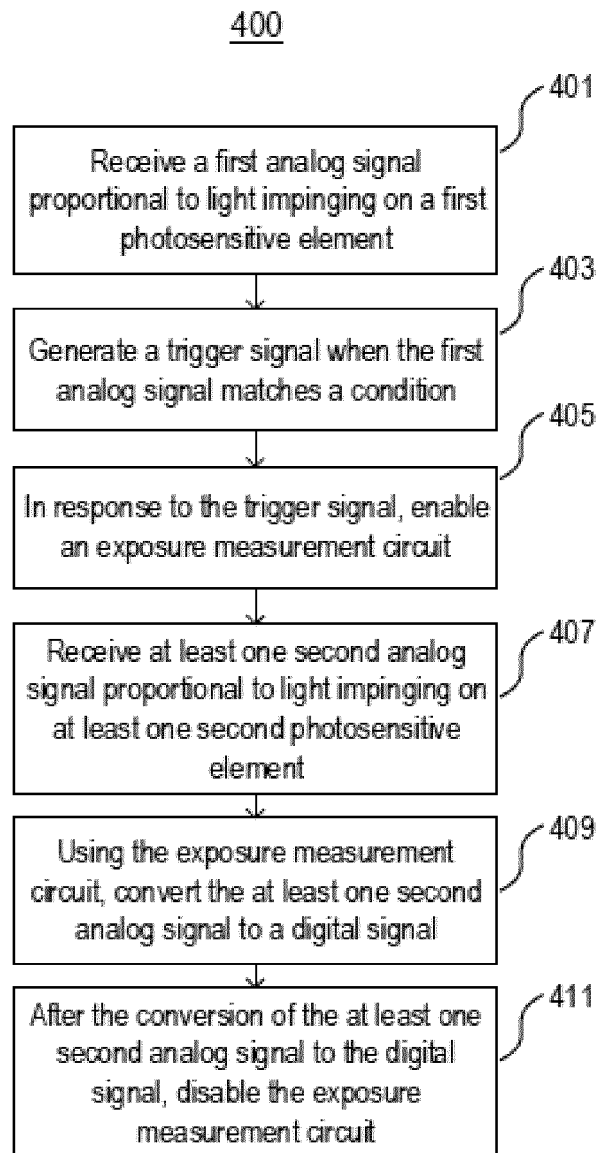 400
401
Receive a first analog signal
proportional to light impinging on a first
photosensitive element
403
Generate a trigger signal when the first
analog signal matches a condition
405
In response to the trigger signal, enable
an exposure measurement circuit
407
Receive at least one second analog
signal proportional to light impinging on
at least one second photosensitive
element
409
Using the exposure measurement
circuit, convert the at least one second
analog signal to a digital signal
411
After the conversion of the at least one
second analog signal to the digital
signal, disable the exposure
measurement circuit